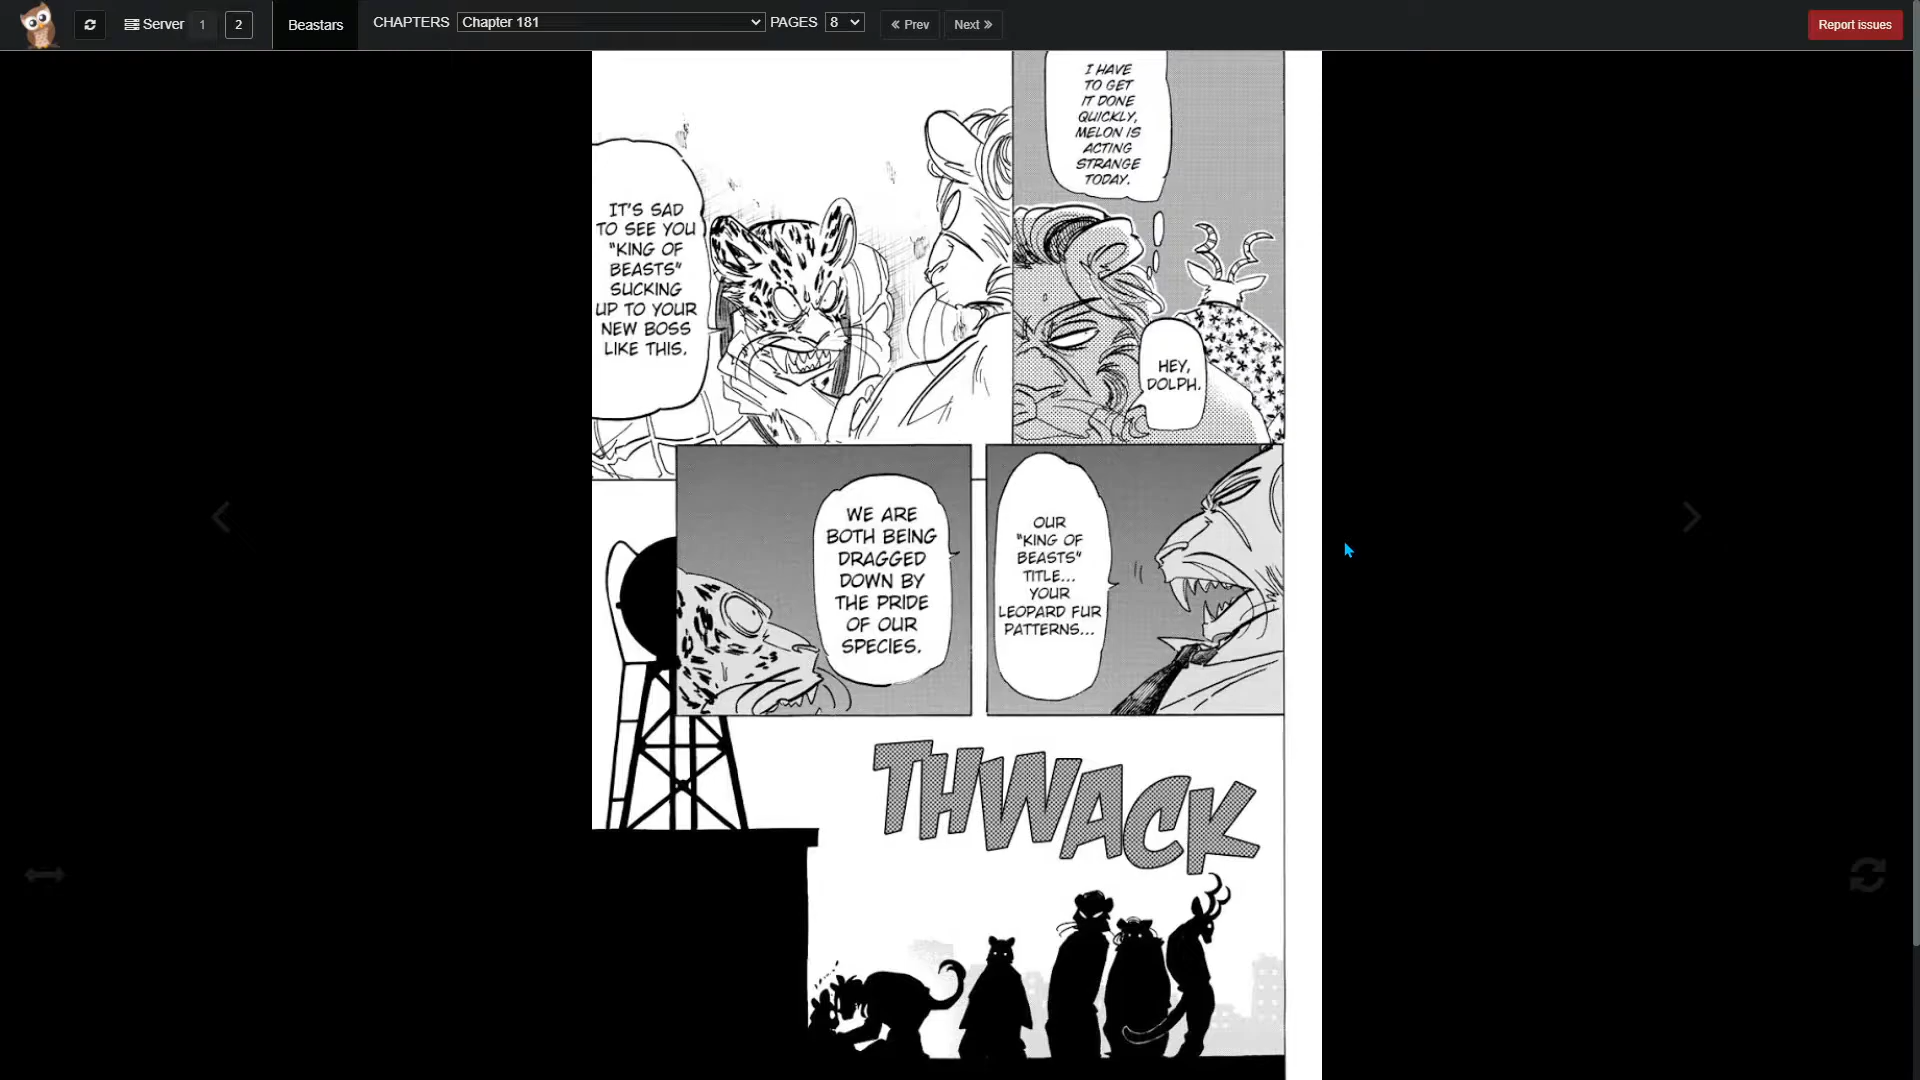 Server 1 2 Beastars CHAPTERS Chapter 181 PAGES 8 Prev Next Report issues
I HAVE
TO GET
IT DONE
QUICKLY,
MELON IS
ACTING
STRANGE
TODAY.
HEY,
DOLPH.
IT'S SAD
TO SEE YOU
"KING OF
BEASTS"
SUCKING
UP TO YOUR
NEW BOSS
LIKE THIS.
OUR
"KING OF
BEASTS"
TITLE...
YOUR
LEOPARD FUR
PATTERNS...
WE ARE
BOTH BEING
DRAGGED
DOWN BY
THE PRIDE
OF OUR
SPECIES.
THWACK